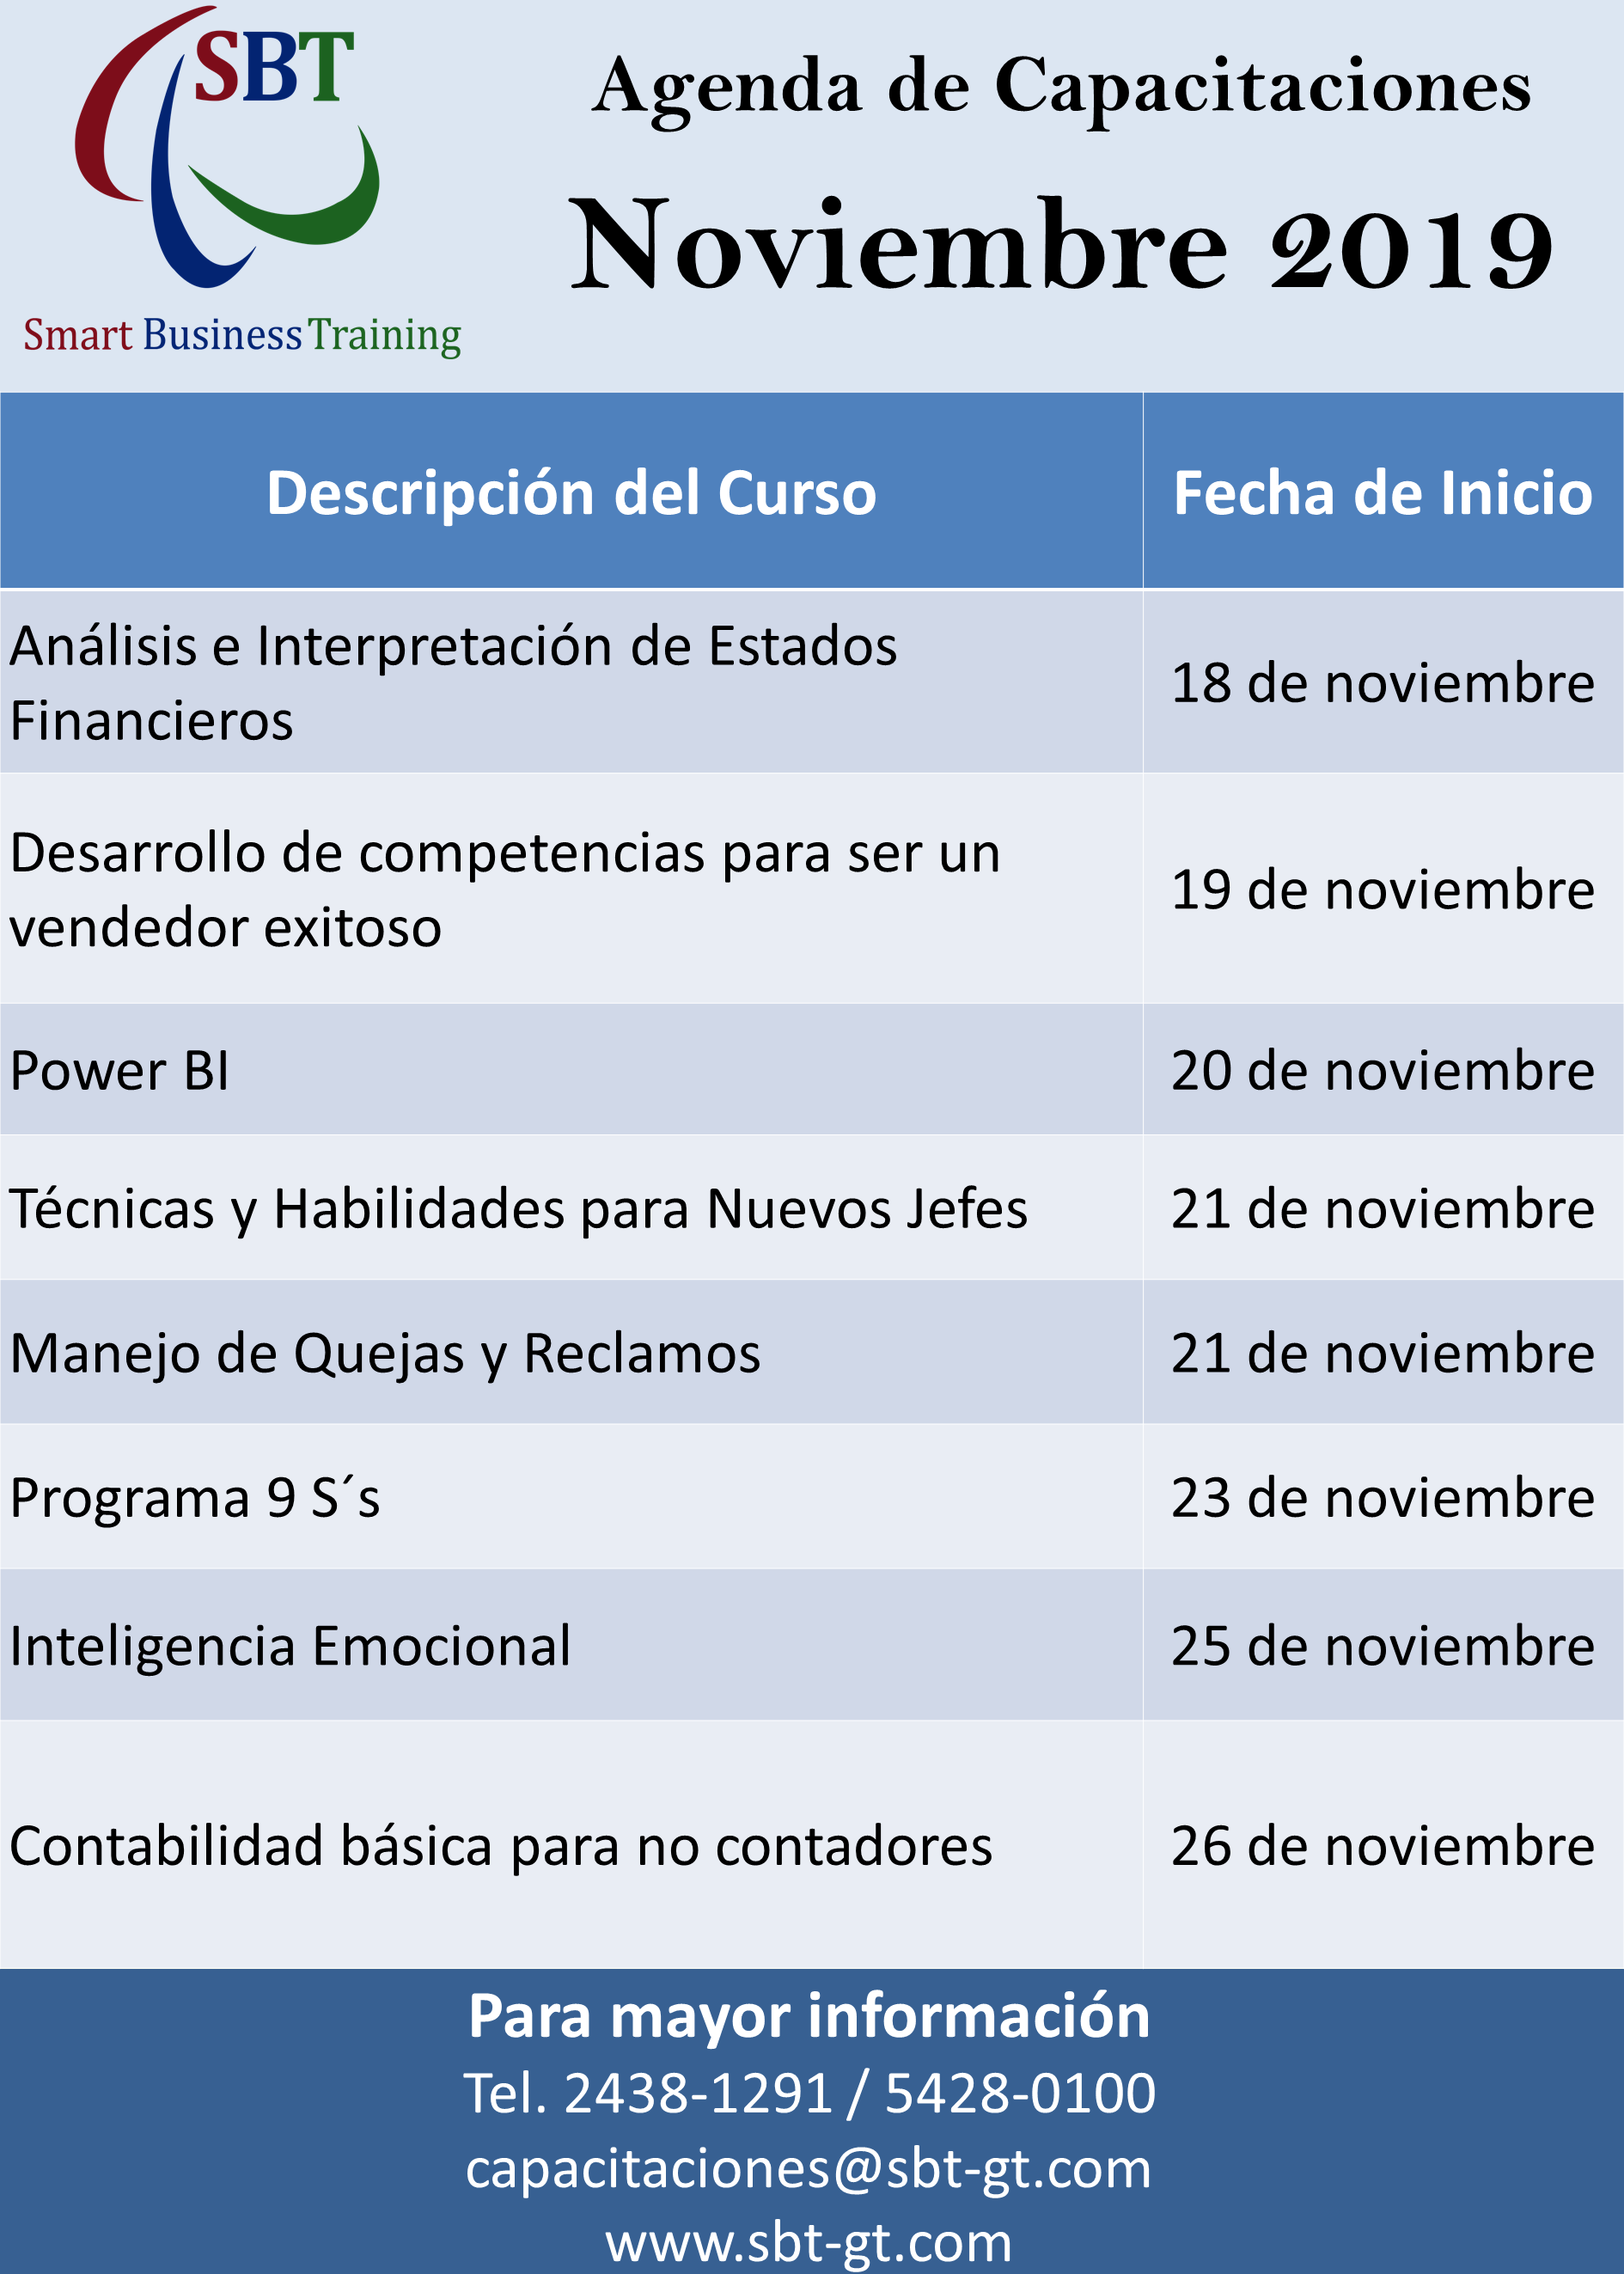 SBT
Smart Business Training
Agenda de Capacitaciones
Noviembre 2019
Descripción del Curso
Fecha de Inicio
Análisis e Interpretación de Estados
Financieros
18 de noviembre
Desarrollo de competencias para ser un
vendedor exitoso
19 de noviembre
Power BI
20 de noviembre
Técnicas y Habilidades para Nuevos Jefes
21 de noviembre
Manejo de Quejas y Reclamos
21 de noviembre
Programa 9 S´s
23 de noviembre
Inteligencia Emocional
25 de noviembre
Contabilidad básica para no contadores
26 de noviembre
Para mayor información
Tel. 2438-1291 / 5428-0100
capacitaciones@sbt-gt.com
www.sbt-gt.com